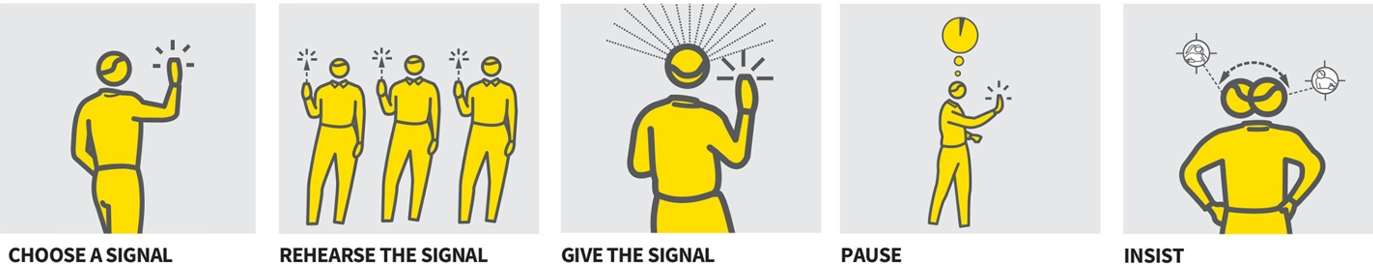 CHOOSE A SIGNAL
REHEARSE THE SIGNAL
GIVE THE SIGNAL
PAUSE
INSIST